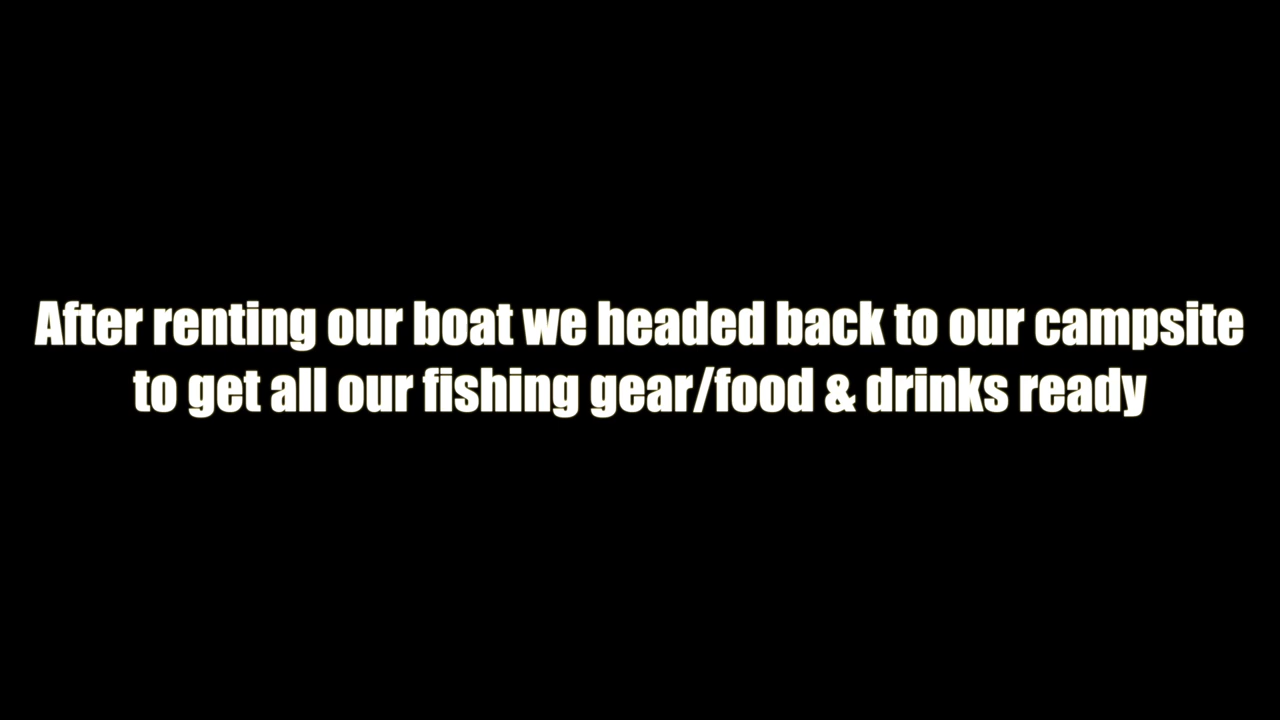 After renting our boat we headed back to our campsite
to get all our fishing gear/food & drinks ready